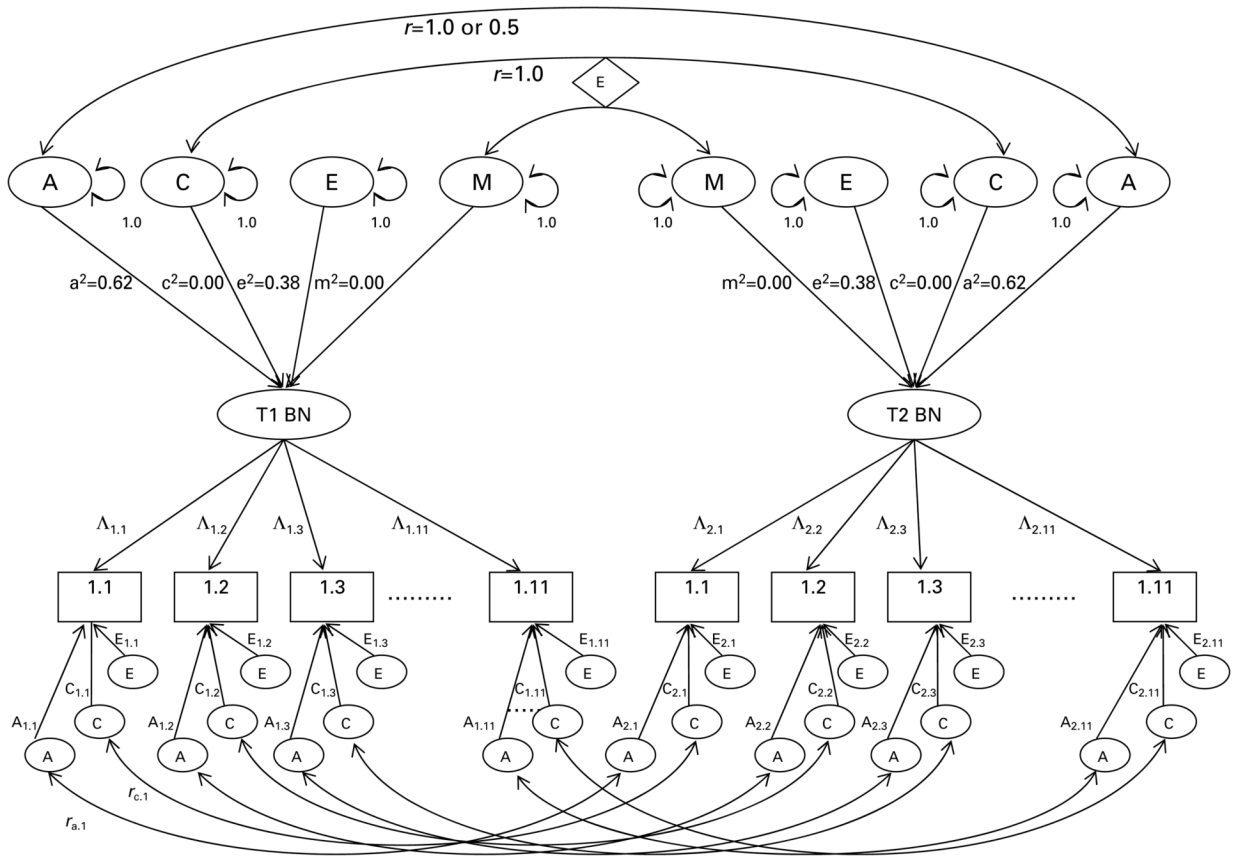 r=1.0 or 0.5
r=1.0
E
A C E M M E C A
1.0 1.0 1.0 1.0 1.0 1.0 1.0 1.0
a²=0.62 c²=0.00 e²=0.38 m²=0.00 m²=0.00 e²=0.38 c²=0.00 a²=0.62
T1 BN T2 BN
Λ1.1 Λ1.2 Λ1.3 Λ1.11 Λ2.1 Λ2.2 Λ2.3 Λ2.11
1.1 1.2 1.3 ......... 1.11 1.1 1.2 1.3 ......... 1.11
E1.1 E1.2 E1.3 E1.11 E2.1 E2.2 E2.3 E2.11
E E E E E E E E
C1.1 C1.2 C1.3 C1.11 C2.1 C2.2 C2.3 C2.11
A1.1 C A1.2 C A1.3 C A1.11 ..... C A2.1 C A2.2 C A2.3 C A2.11 C
A A A A A A A A
rc.1
ra.1